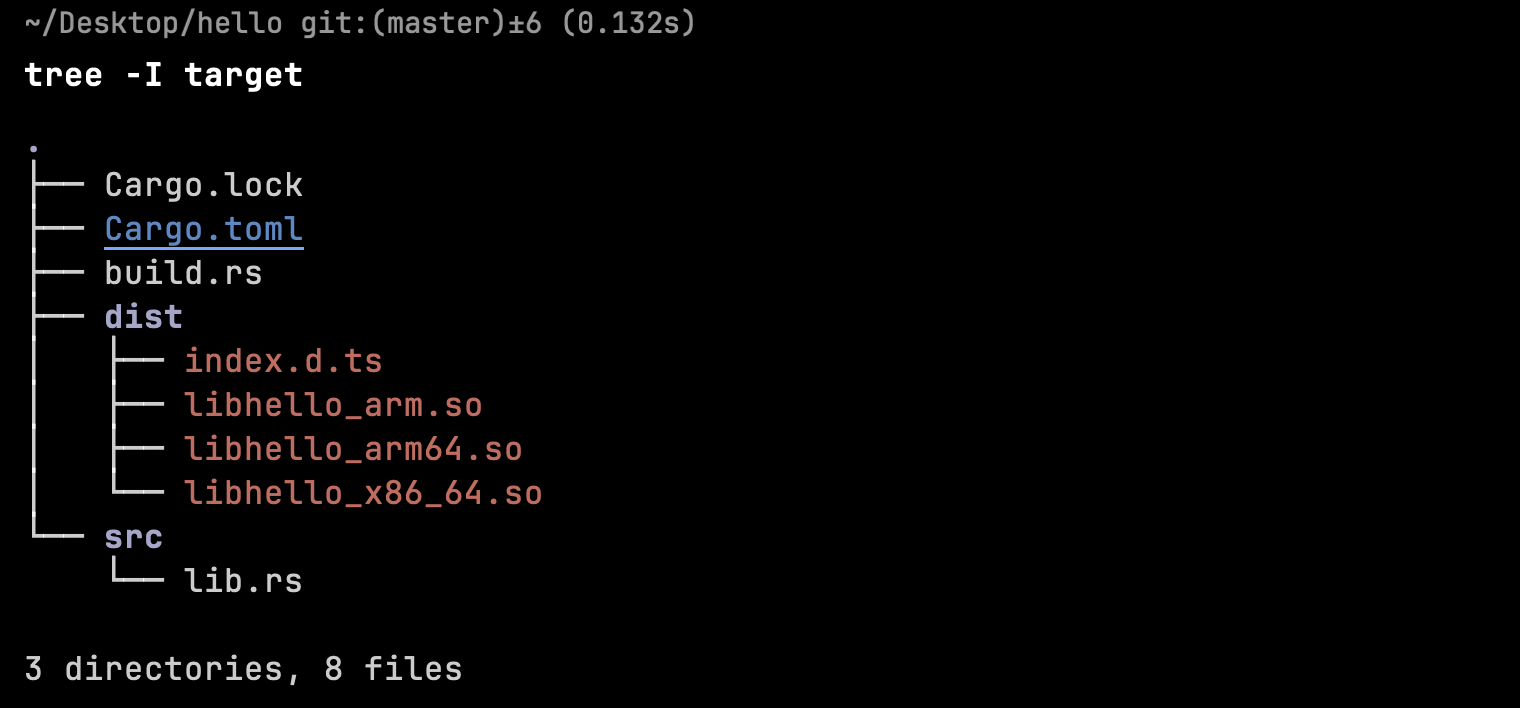 ~/Desktop/hello git:(master)±6 (0.132s)
tree -I target
.
├── Cargo.lock
├── Cargo.toml
├── build.rs
├── dist
│   ├── index.d.ts
│   ├── libhello_arm.so
│   ├── libhello_arm64.so
│   └── libhello_x86_64.so
└── src
    └── lib.rs
3 directories, 8 files